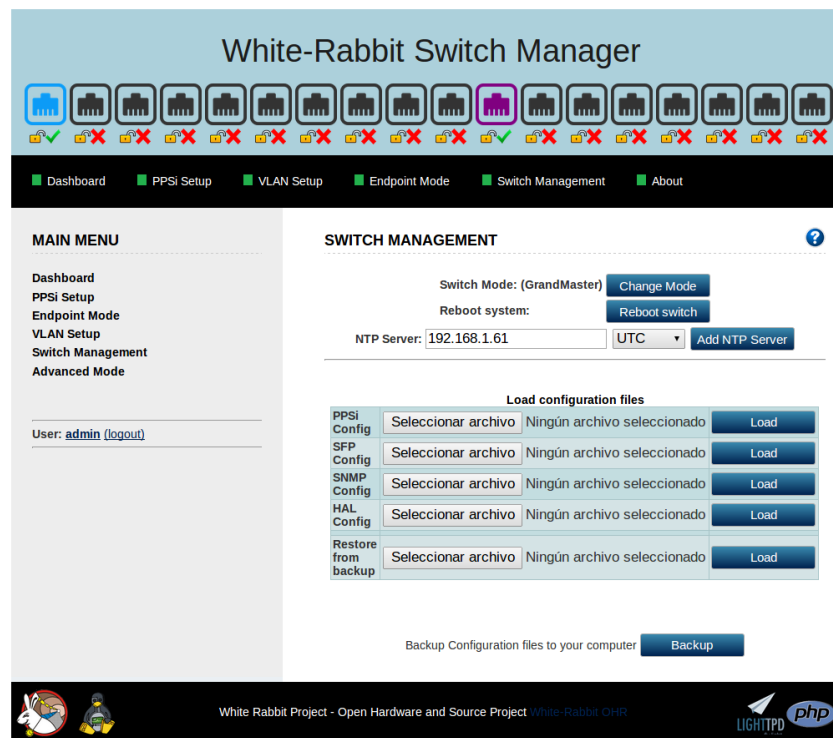 White-Rabbit Switch Manager
Dashboard PPSi Setup VLAN Setup Endpoint Mode Switch Management About
MAIN MENU
Dashboard
PPSi Setup
Endpoint Mode
VLAN Setup
Switch Management
Advanced Mode
User: admin (logout)
SWITCH MANAGEMENT
?
Switch Mode: (GrandMaster) Change Mode
Reboot system: Reboot switch
NTP Server: 192.168.1.61 UTC Add NTP Server
Load configuration files
PPSi
Config Seleccionar archivo Ningún archivo seleccionado Load
SFP
Config Seleccionar archivo Ningún archivo seleccionado Load
SNMP
Config Seleccionar archivo Ningún archivo seleccionado Load
HAL
Config Seleccionar archivo Ningún archivo seleccionado Load
Restore
from
backup Seleccionar archivo Ningún archivo seleccionado Load
Backup Configuration files to your computer Backup
White Rabbit Project - Open Hardware and Source Project White-Rabbit OHR
LIGHTTPD
php